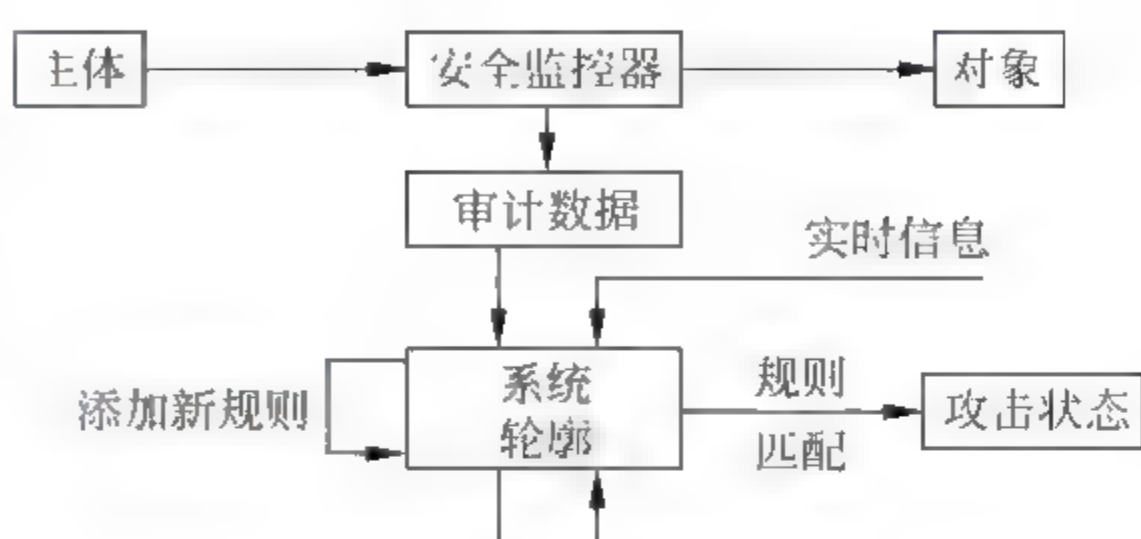 主体
安全监控器
对象
审计数据
实时信息
添加新规则
系统
轮廓
规则
匹配
攻击状态